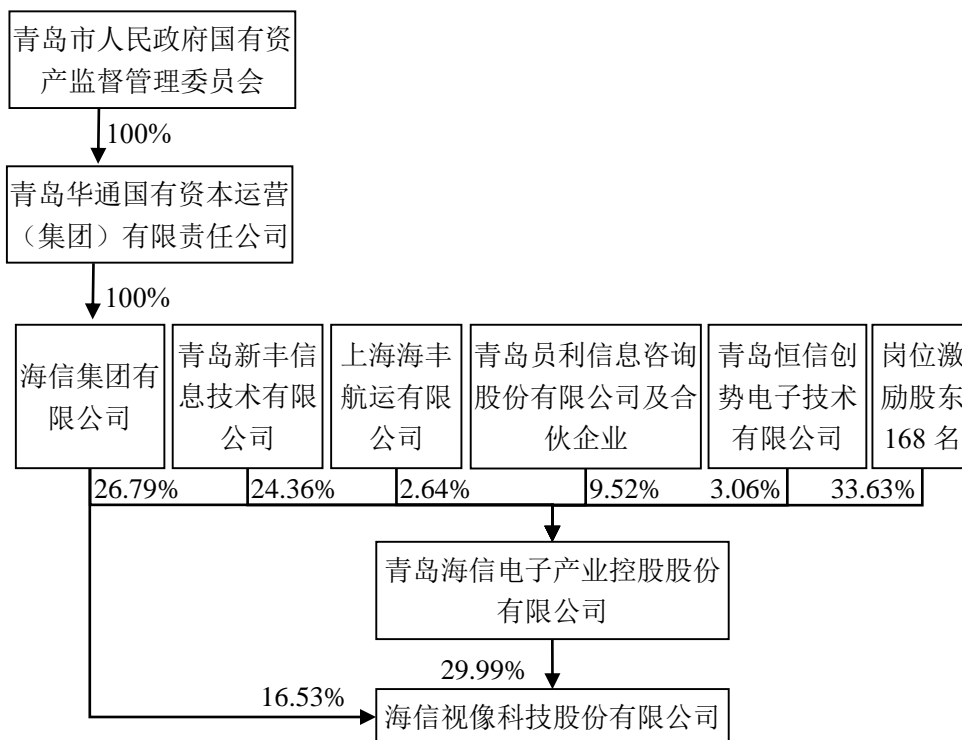 青岛市人民政府国有资
产监督管理委员会
100%
青岛华通国有资本运营
（集团）有限责任公司
100%
海信集团有
限公司
青岛新丰信
息技术有限
公司
上海海丰
航运有限
公司
青岛员利信息咨询
股份有限公司及合
伙企业
青岛恒信创
势电子技术
有限公司
岗位激
励股东
168 名
26.79%
24.36%
2.64%
9.52%
3.06%
33.63%
青岛海信电子产业控股股份
有限公司
29.99%
16.53%
海信视像科技股份有限公司